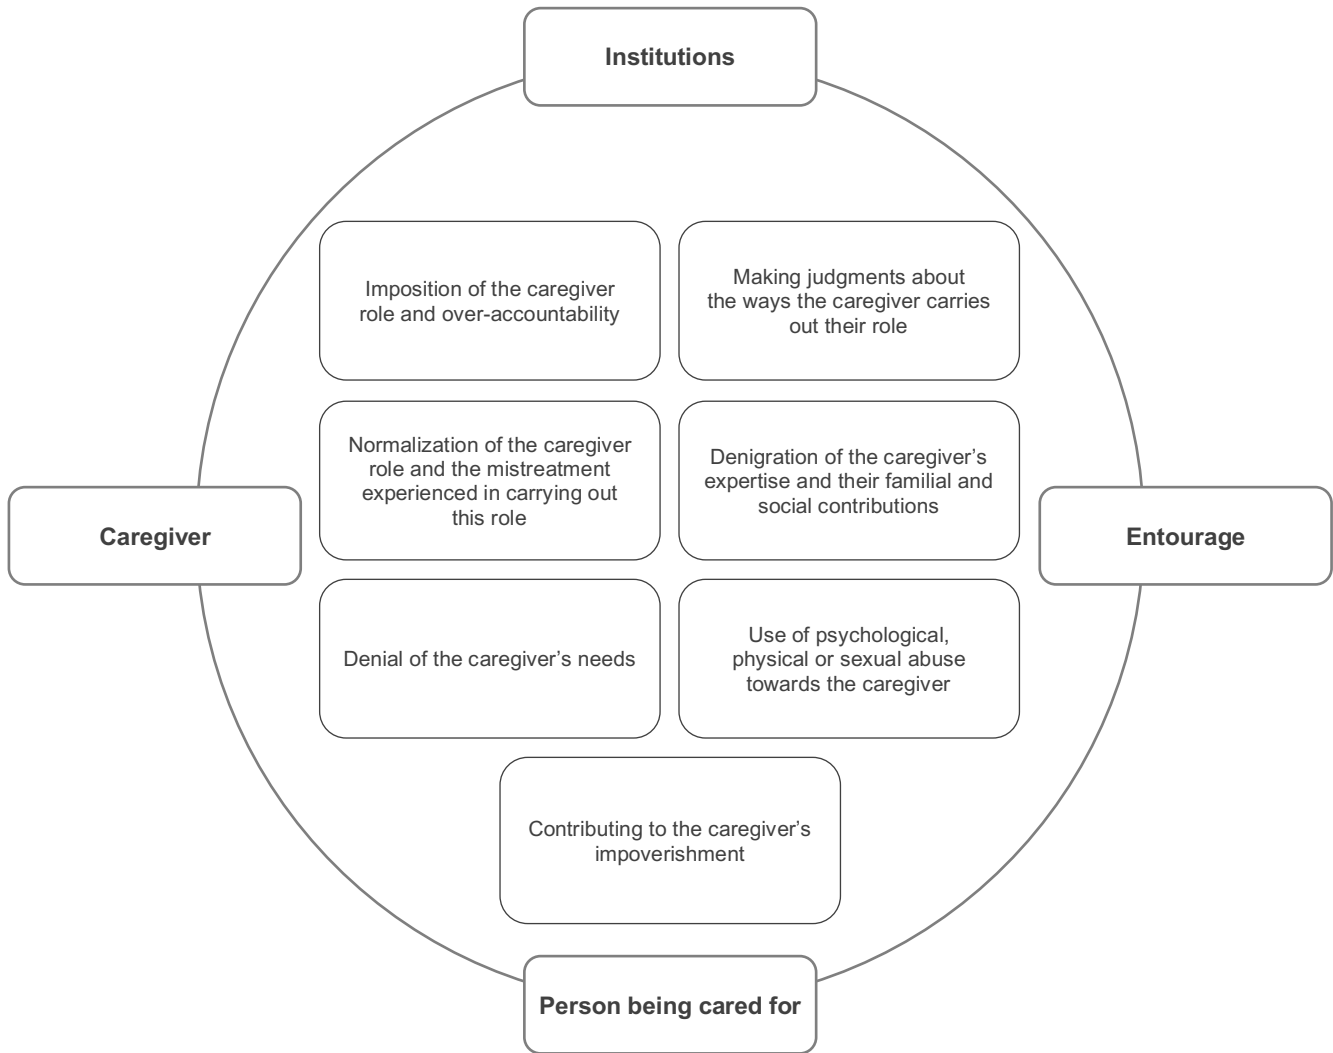 Institutions
Imposition of the caregiver
role and over-accountability
Making judgments about
the ways the caregiver carries
out their role
Normalization of the caregiver
role and the mistreatment
experienced in carrying out
this role
Denigration of the caregiver’s
expertise and their familial and
social contributions
Caregiver
Entourage
Denial of the caregiver’s needs
Use of psychological,
physical or sexual abuse
towards the caregiver
Contributing to the caregiver’s
impoverishment
Person being cared for